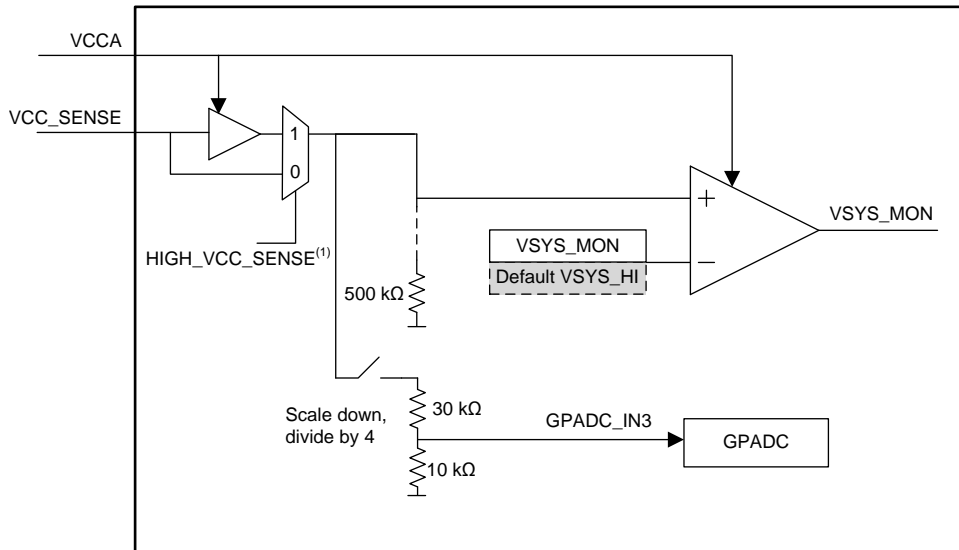 VCCA
VCC_SENSE
1
0
HIGH_VCC_SENSE(1)
+
VSYS_MON
VSYS_MON
−
Default VSYS_HI
500 kΩ
Scale down,
divide by 4
30 kΩ
GPADC_IN3
GPADC
10 kΩ